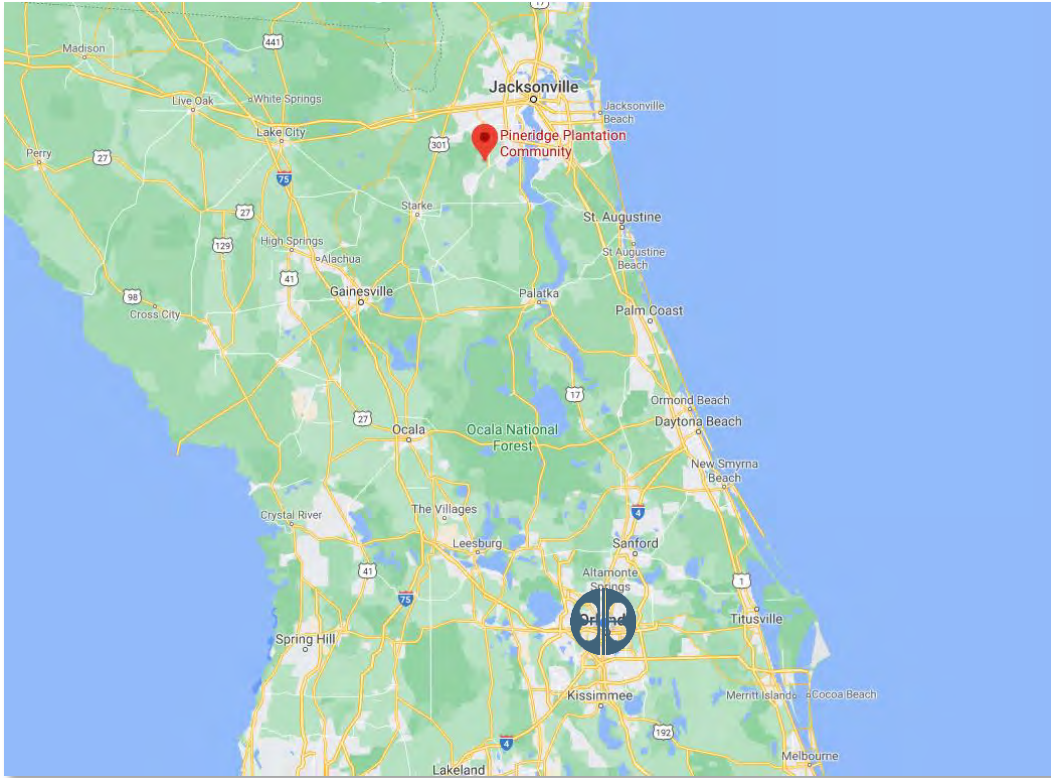 17
441
Madison
Jacksonville
Live Oak
White Springs
Jacksonville
Beach
Lake City
Pineridge Plantation
Community
301
Perry
27
75
Starke
27
St. Augustine
129
High Springs
St Augustine
Beach
Alachua
41
Gainesville
Palatka
98
Cross City
Palm Coast
17
Ormond Beach
27
Daytona Beach
Ocala
Ocala National
Forest
New Smyrna
Beach
The Villages
Crystal River
4
Leesburg
Sanford
41
Altamonte
Springs
1
75
Titusville
Spring Hill
Kissimmee
Merritt Island
Cocoa Beach
192
4
Melbourne
Lakeland